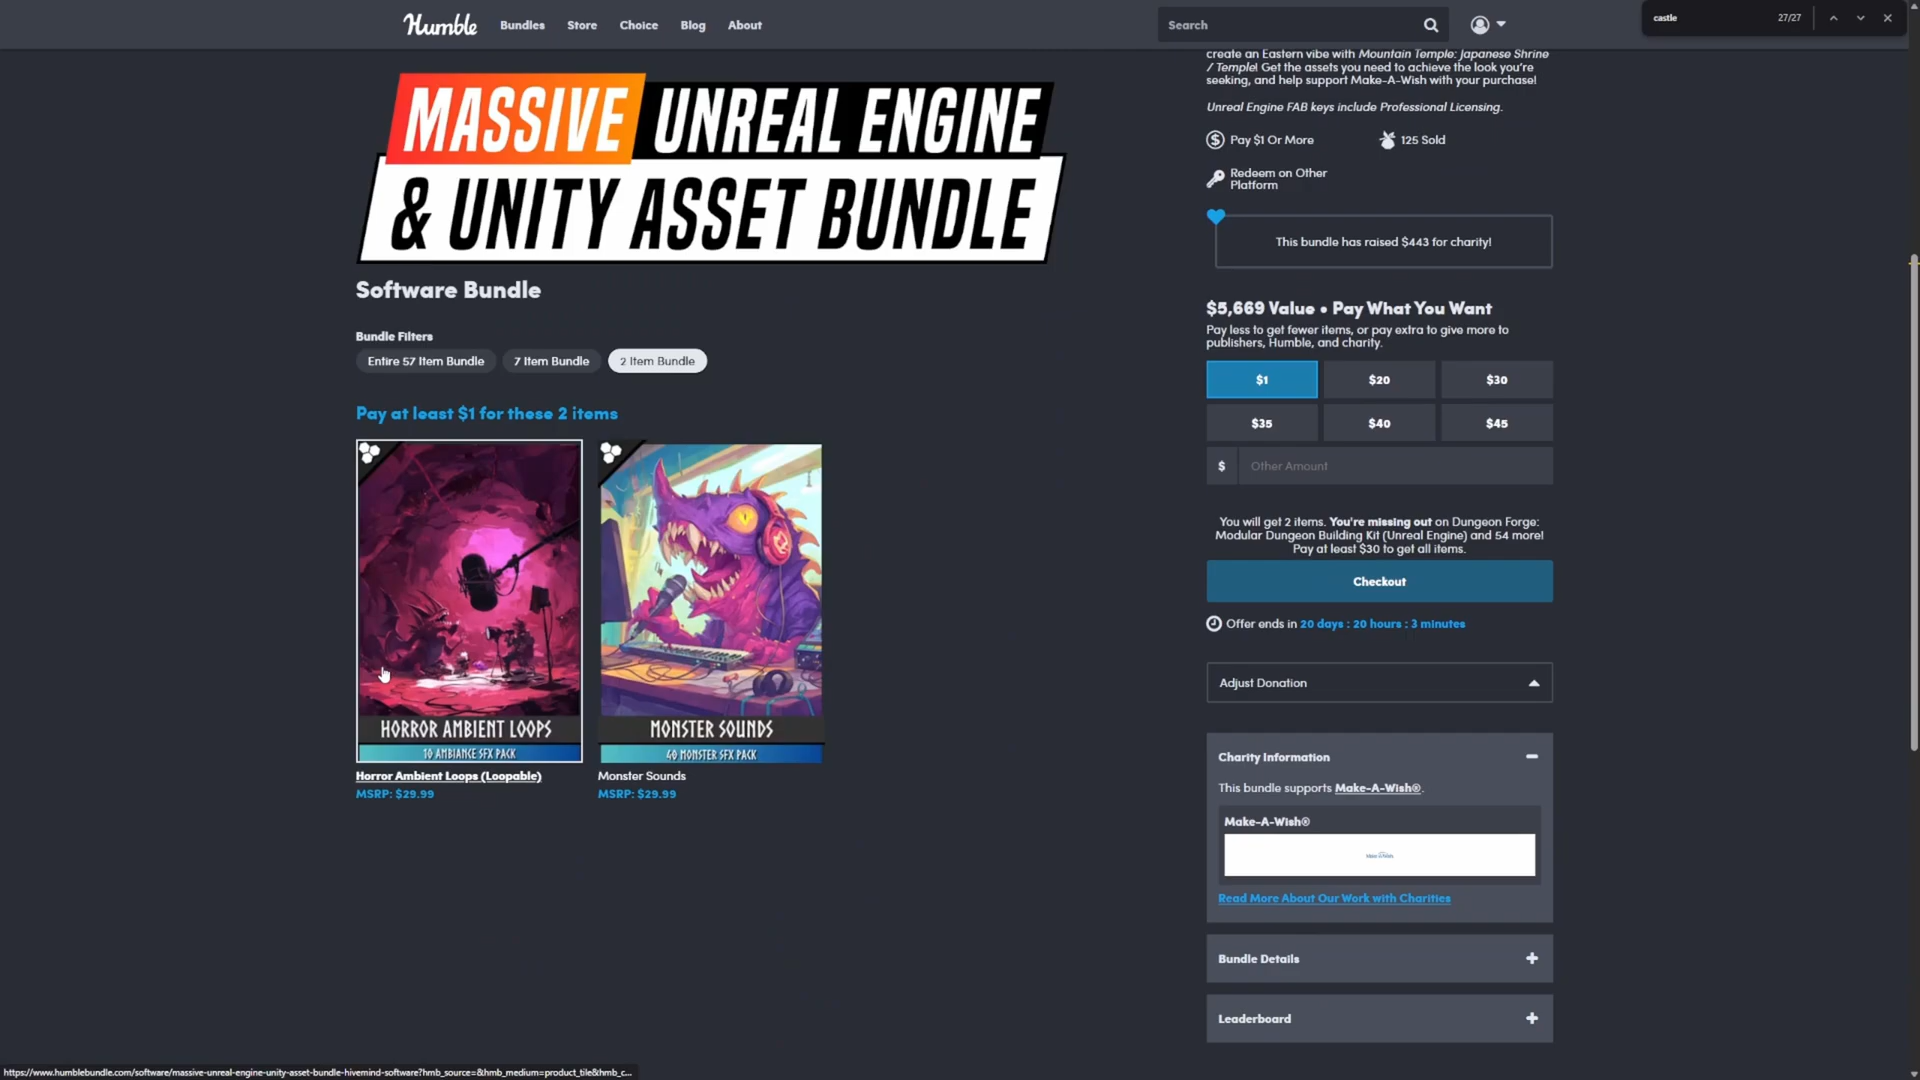 Humble
Bundles
Store
Choice
Blog
About
Search
castle
27/27
MASSIVE UNREAL ENGINE
& UNITY ASSET BUNDLE
Software Bundle
Bundle Filters
Entire 57 Item Bundle
7 Item Bundle
2 Item Bundle
Pay at least $1 for these 2 items
HORROR AMBIENT LOOPS
10 AMBIANCE SFX PACK
Horror Ambient Loops (Loopable)
MSRP: $29.99
MONSTER SOUNDS
40 MONSTER SFX PACK
Monster Sounds
MSRP: $29.99
create an Eastern vibe with Mountain Temple: Japanese Shrine
/ Temple! Get the assets you need to achieve the look you're
seeking, and help support Make-A-Wish with your purchase!
Unreal Engine FAB keys include Professional Licensing.
Pay $1 Or More
125 Sold
Redeem on Other
Platform
This bundle has raised $443 for charity!
$5,669 Value • Pay What You Want
Pay less to get fewer items, or pay extra to give more to
publishers, Humble, and charity.
$1
$20
$30
$35
$40
$45
$
Other Amount
You will get 2 items. You're missing out on Dungeon Forge:
Modular Dungeon Building Kit (Unreal Engine) and 54 more!
Pay at least $30 to get all items.
Checkout
Offer ends in 20 days : 20 hours : 3 minutes
Adjust Donation
Charity Information
This bundle supports Make-A-Wish®.
Make-A-Wish®
Make-A-Wish
Read More About Our Work with Charities
Bundle Details
Leaderboard
https://www.humblebundle.com/software/massive-unreal-engine-unity-asset-bundle-hivemind-software?hmb_source=&hmb_medium=product_tile&hmb_c...